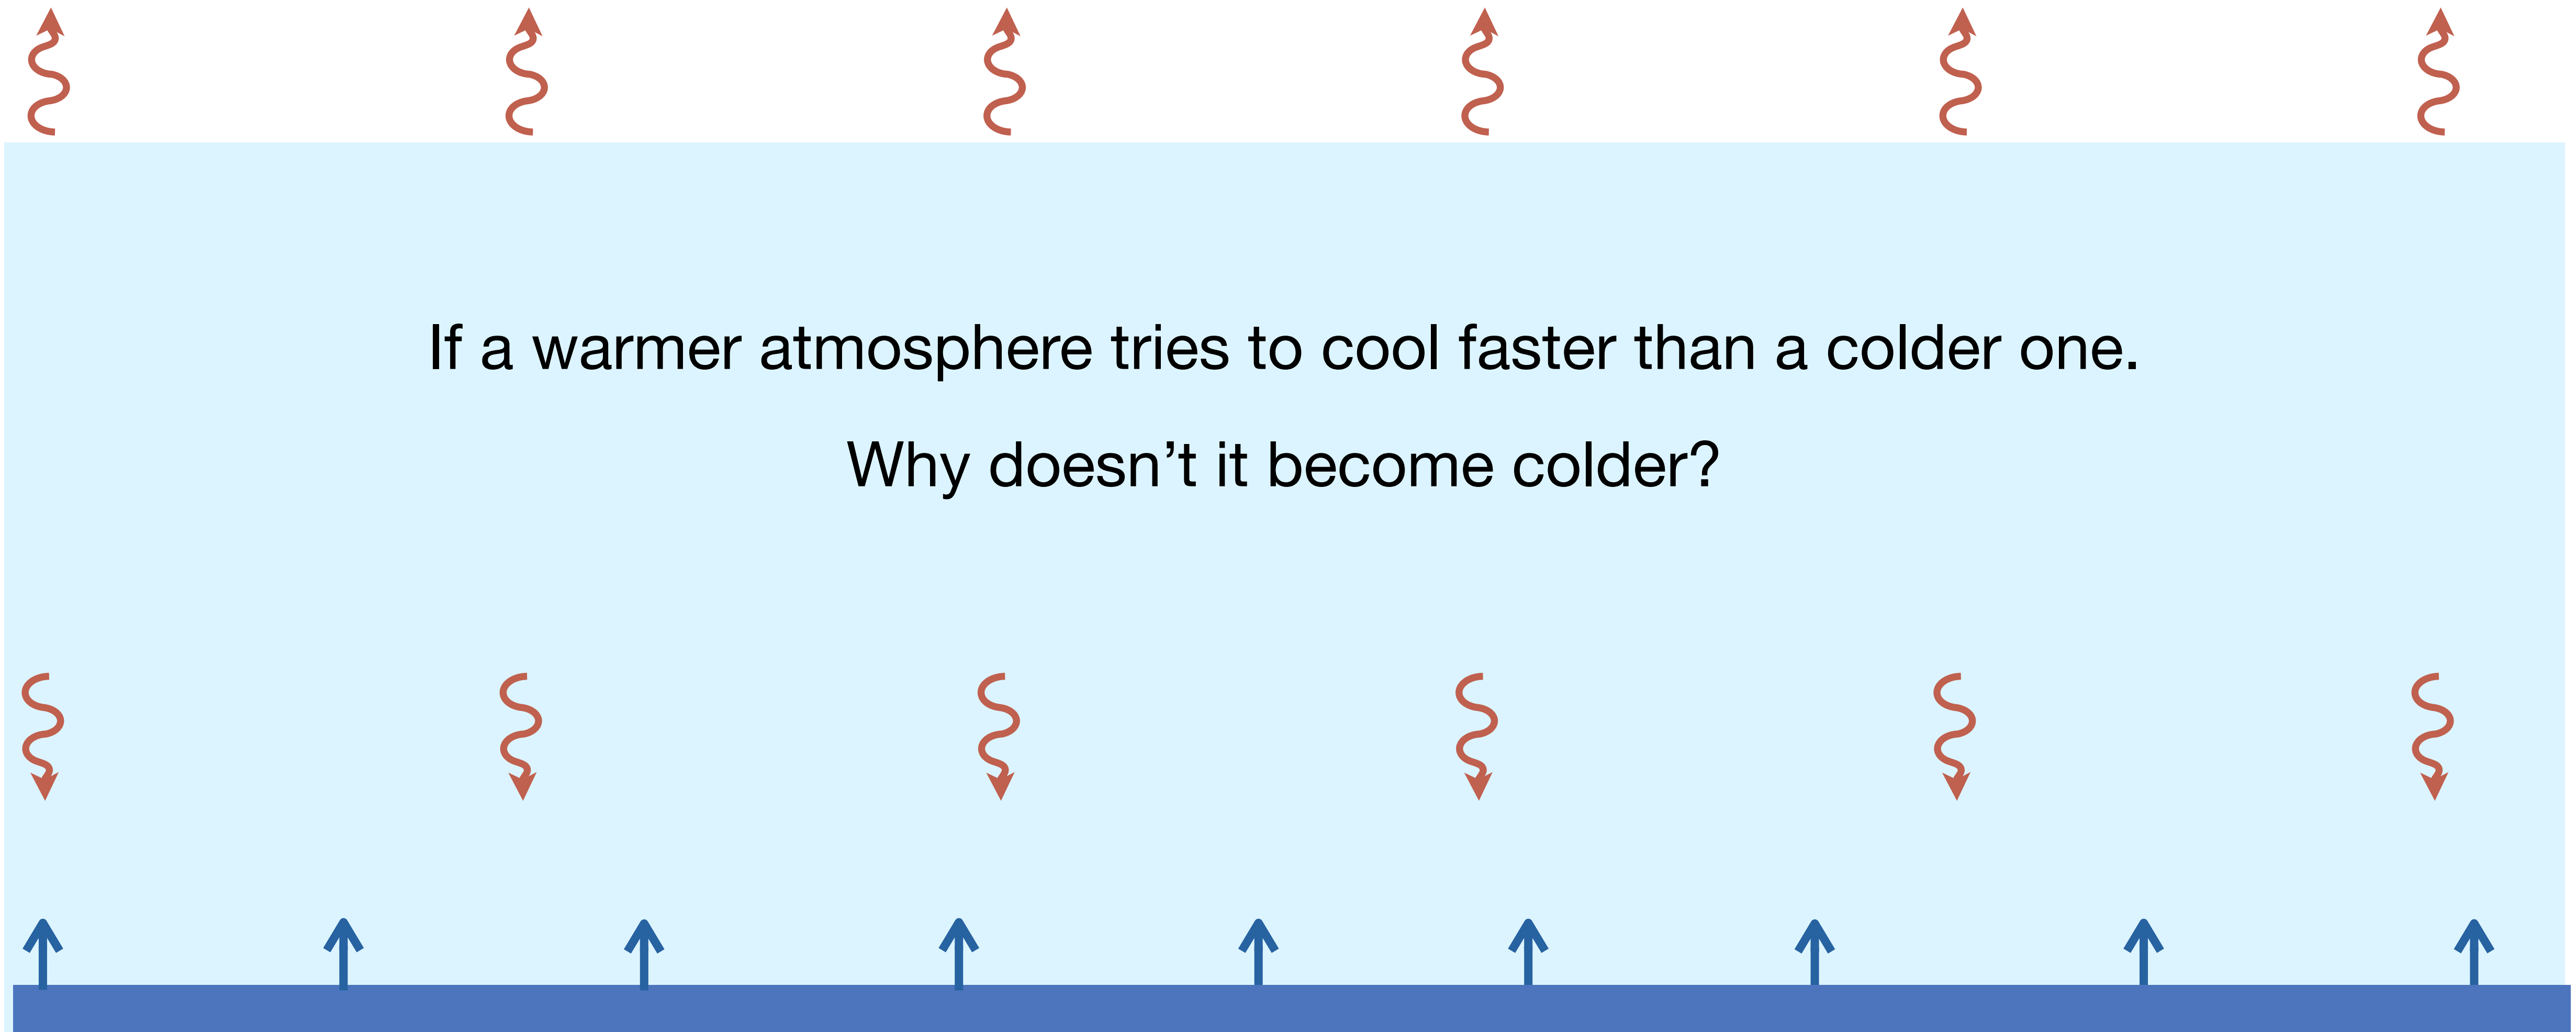 If a warmer atmosphere tries to cool faster than a colder one.
Why doesn’t it become colder?